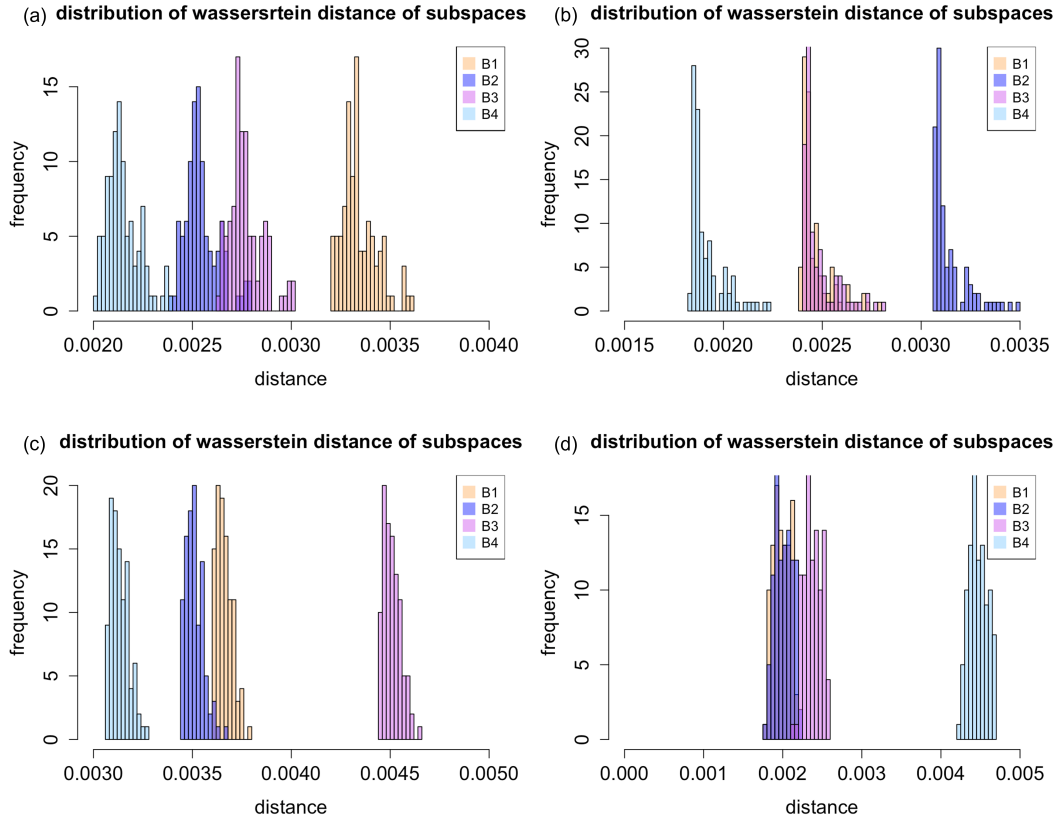 (a) distribution of wassersrtein distance of subspaces
B1
B2
B3
B4
frequency
15
10
5
0
0.0020 0.0025 0.0030 0.0035 0.0040
distance
(b) distribution of wasserstein distance of subspaces
B1
B2
B3
B4
frequency
30
25
20
15
10
5
0
0.0015 0.0020 0.0025 0.0030 0.0035
distance
(c) distribution of wasserstein distance of subspaces
B1
B2
B3
B4
frequency
20
15
10
5
0
0.0030 0.0035 0.0040 0.0045 0.0050
distance
(d) distribution of wasserstein distance of subspaces
B1
B2
B3
B4
frequency
15
10
5
0
0.000 0.001 0.002 0.003 0.004 0.005
distance